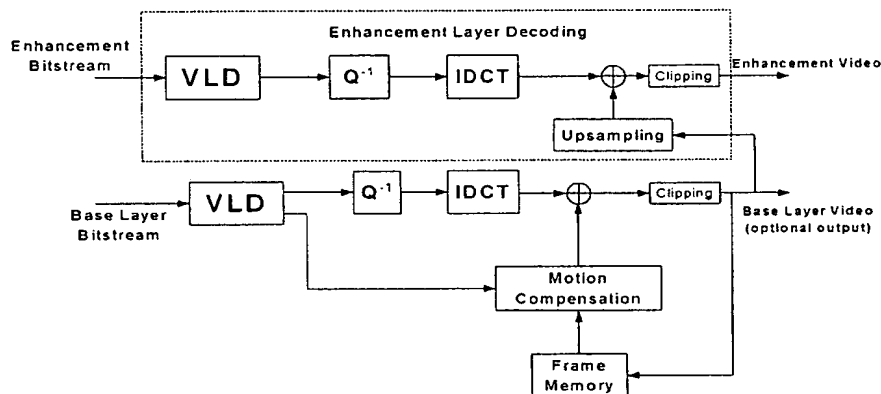 Enhancement Layer Decoding
Enhancement
Bitstream
VLD
Q-1
IDCT
Clipping
Enhancement Video
Upsampling
Base Layer
Bitstream
VLD
Q-1
IDCT
Clipping
Base Layer Video
(optional output)
Motion
Compensation
Frame
Memory